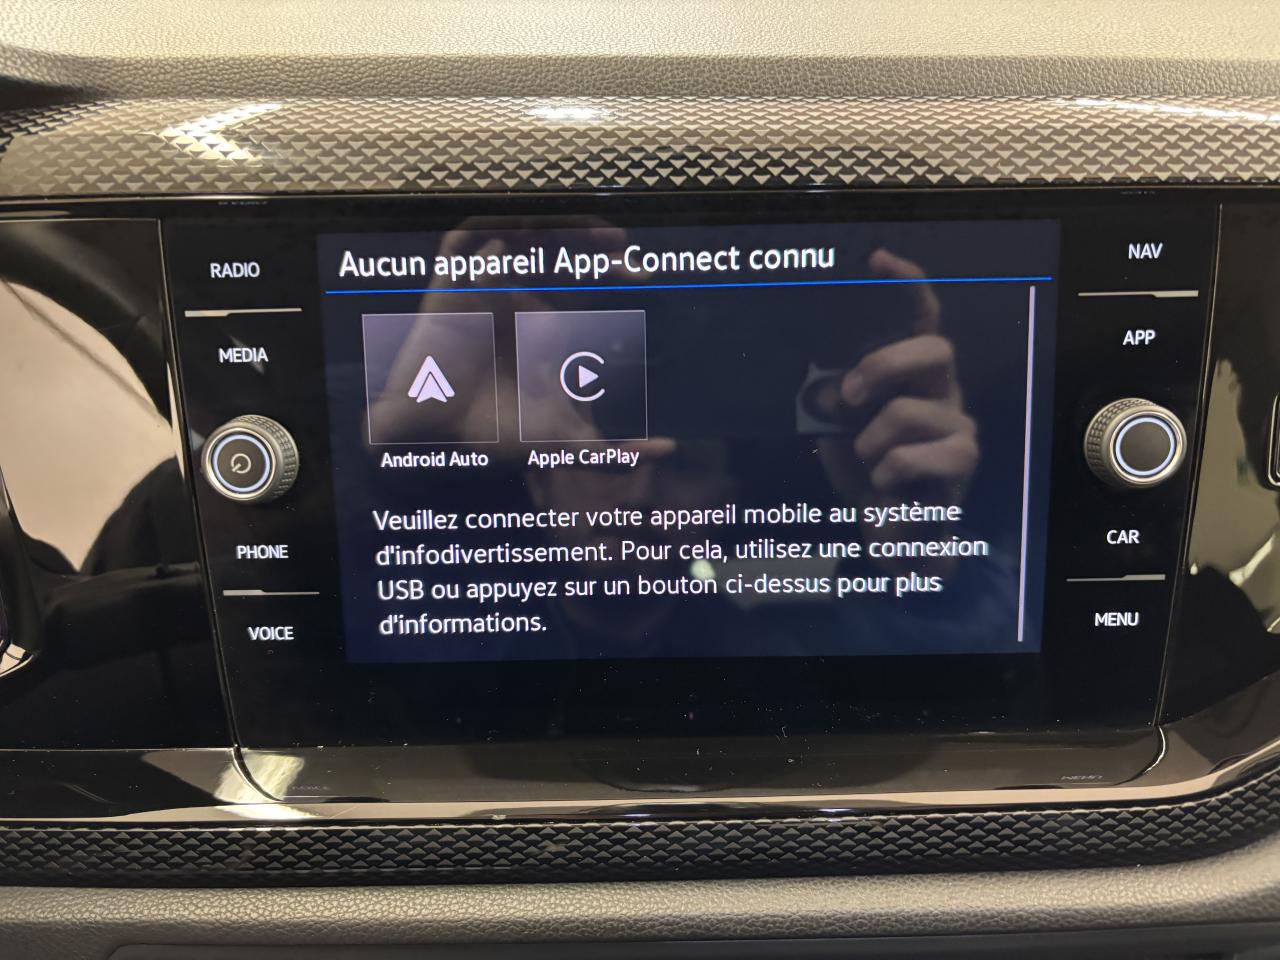 RADIO
MEDIA
PHONE
VOICE
Aucun appareil App-Connect connu
Android Auto
Apple CarPlay
Veuillez connecter votre appareil mobile au système
d'infodivertissement. Pour cela, utilisez une connexion
USB ou appuyez sur un bouton ci-dessus pour plus
d'informations.
NAV
APP
CAR
MENU